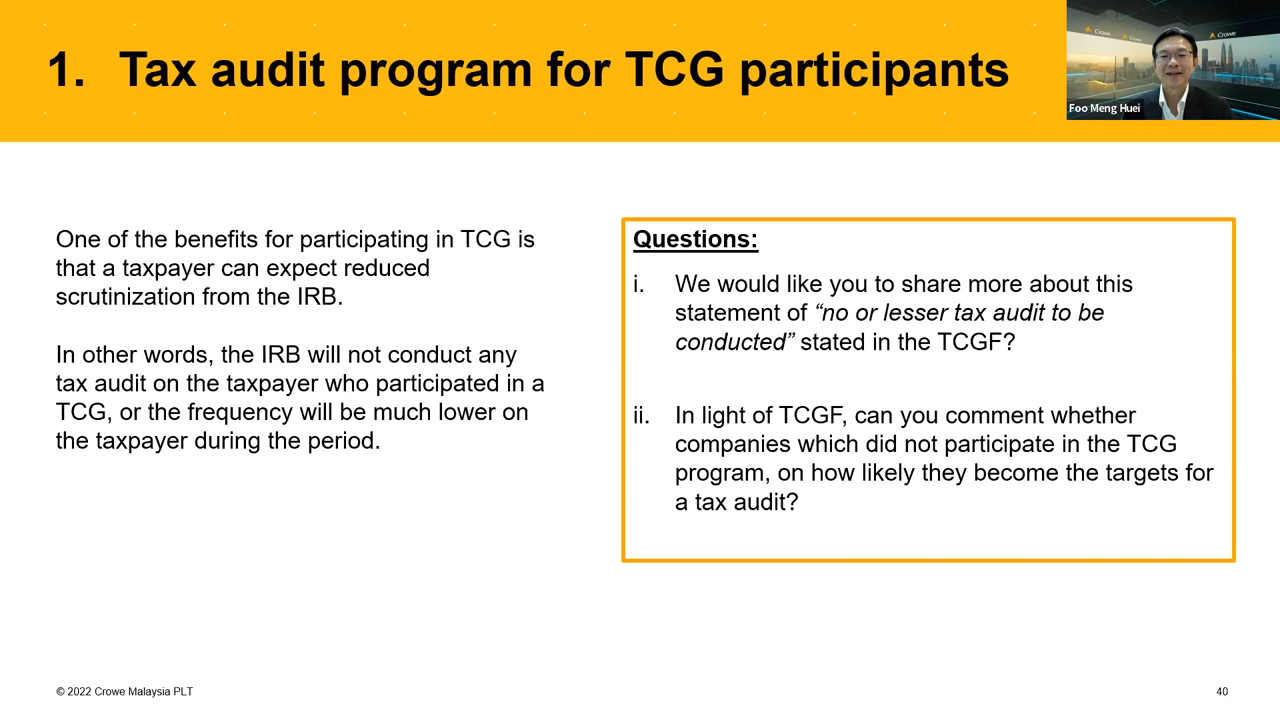 1. Tax audit program for TCG participants
Crowe
Crowe
Crowe
Foo Meng Huei
One of the benefits for participating in TCG is
that a taxpayer can expect reduced
scrutinization from the IRB.
In other words, the IRB will not conduct any
tax audit on the taxpayer who participated in a
TCG, or the frequency will be much lower on
the taxpayer during the period.
Questions:
i. We would like you to share more about this
statement of “no or lesser tax audit to be
conducted” stated in the TCGF?
ii. In light of TCGF, can you comment whether
companies which did not participate in the TCG
program, on how likely they become the targets for
a tax audit?
© 2022 Crowe Malaysia PLT
40